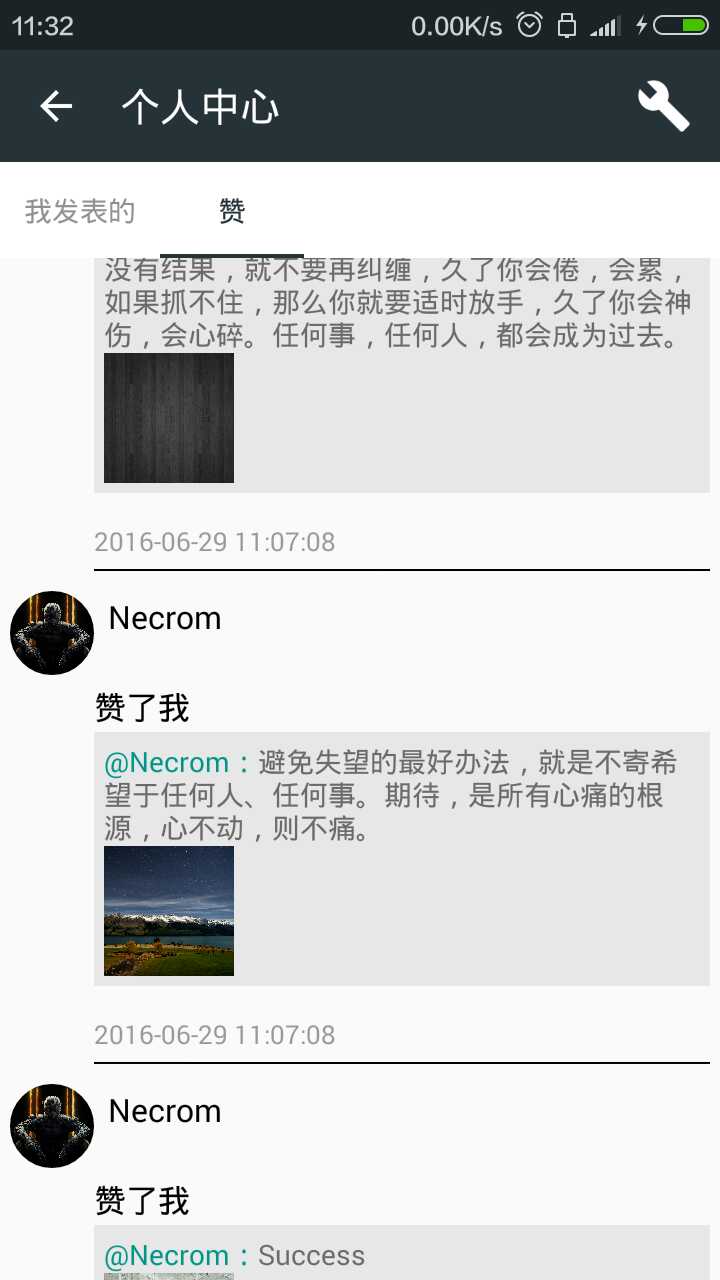 11:32 0.00K/s
个人中心
我发表的 赞
没有结果，就不要再纠缠，久了你会倦，会累，
如果抓不住，那么你就要适时放手，久了你会神
伤，会心碎。任何事，任何人，都会成为过去。
2016-06-29 11:07:08
Necrom
赞了我
@Necrom：避免失望的最好办法，就是不寄希
望于任何人、任何事。期待，是所有心痛的根
源，心不动，则不痛。
2016-06-29 11:07:08
Necrom
赞了我
@Necrom：Success